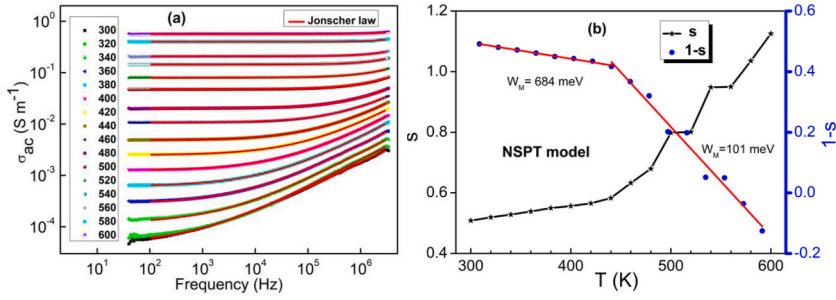 (a)
Jonscher law
300
320
340
360
380
400
420
440
460
480
500
520
540
560
580
600
10^0
10^-1
10^-2
10^-3
10^-4
σac (S m^-1)
10^1 10^2 10^3 10^4 10^5 10^6
Frequency (Hz)
(b)
s
1-s
W_M= 684 meV
W_M=101 meV
NSPT model
1.2
1.0
0.8
0.6
0.4
s
0.6
0.4
0.2
0.0
-0.2
1-s
300 400 500 600
T (K)